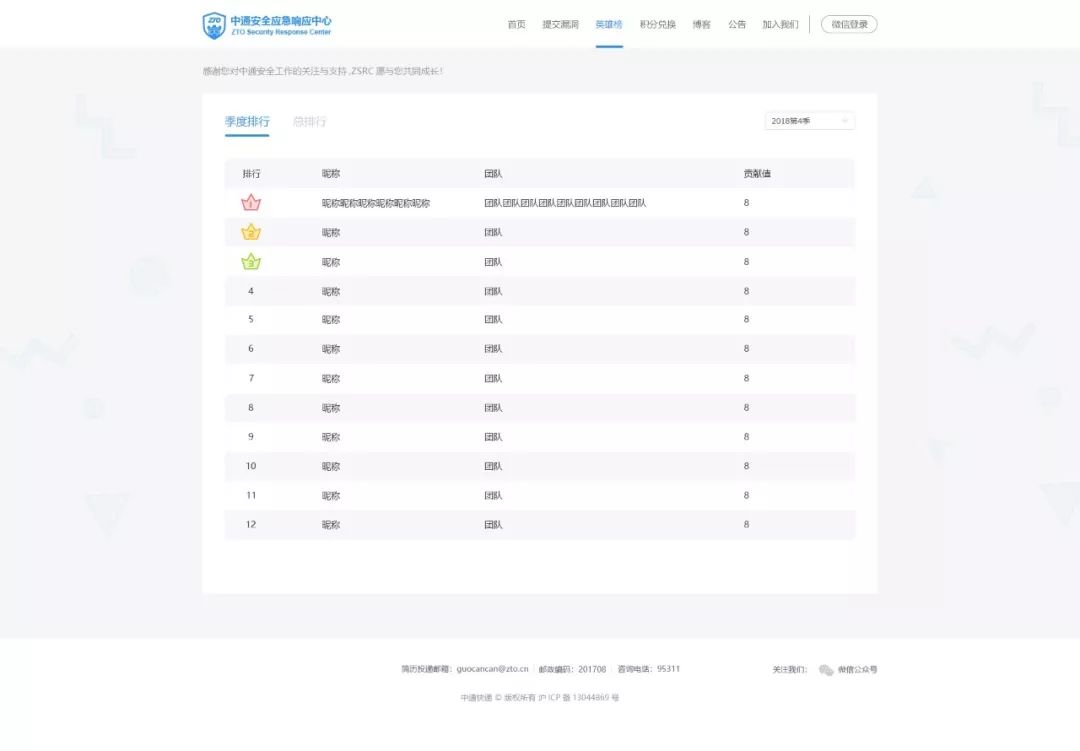 ZTO 中通安全应急响应中心
ZTO Security Response Center
首页 提交漏洞 英雄榜 积分兑换 博客 公告 加入我们 微信登录
感谢您对中通安全工作的关注与支持 ,ZSRC 愿与您共同成长！
季度排行 总排行 2018第4季
排行 昵称 团队 贡献值
1 昵称昵称昵称昵称昵称昵称 团队团队团队团队团队团队团队团队团队 8
2 昵称 团队 8
3 昵称 团队 8
4 昵称 团队 8
5 昵称 团队 8
6 昵称 团队 8
7 昵称 团队 8
8 昵称 团队 8
9 昵称 团队 8
10 昵称 团队 8
11 昵称 团队 8
12 昵称 团队 8
简历投递邮箱：guocancan@zto.cn 邮政编码：201708 咨询电话：95311 关注我们： 微信公众号
中通快递 © 版权所有 沪 ICP 备 13044869 号